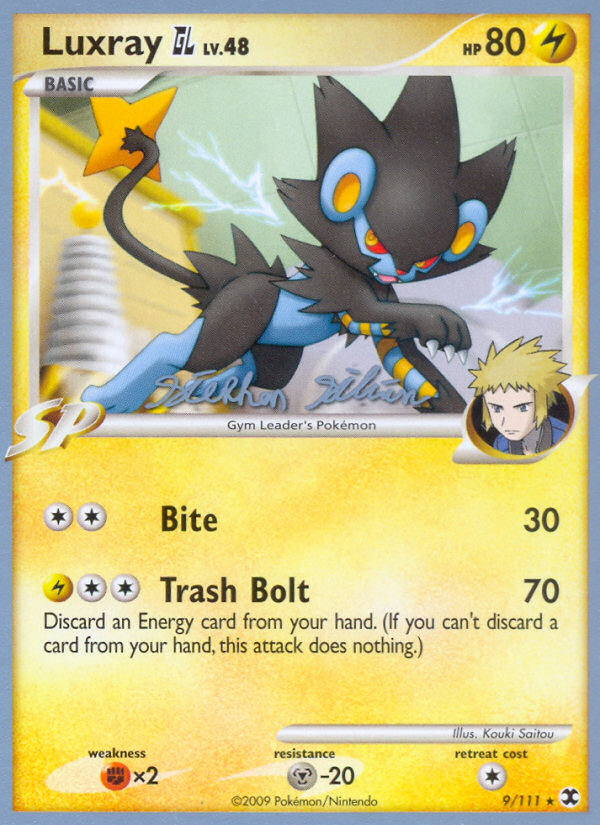 Luxray GL LV.48 HP 80
BASIC
Stephen Silvestro
SP
Gym Leader's Pokémon
Bite 30
Trash Bolt 70
Discard an Energy card from your hand. (If you can't discard a
card from your hand, this attack does nothing.)
Illus. Kouki Saitou
weakness resistance retreat cost
×2 -20
©2009 Pokémon/Nintendo 9/111